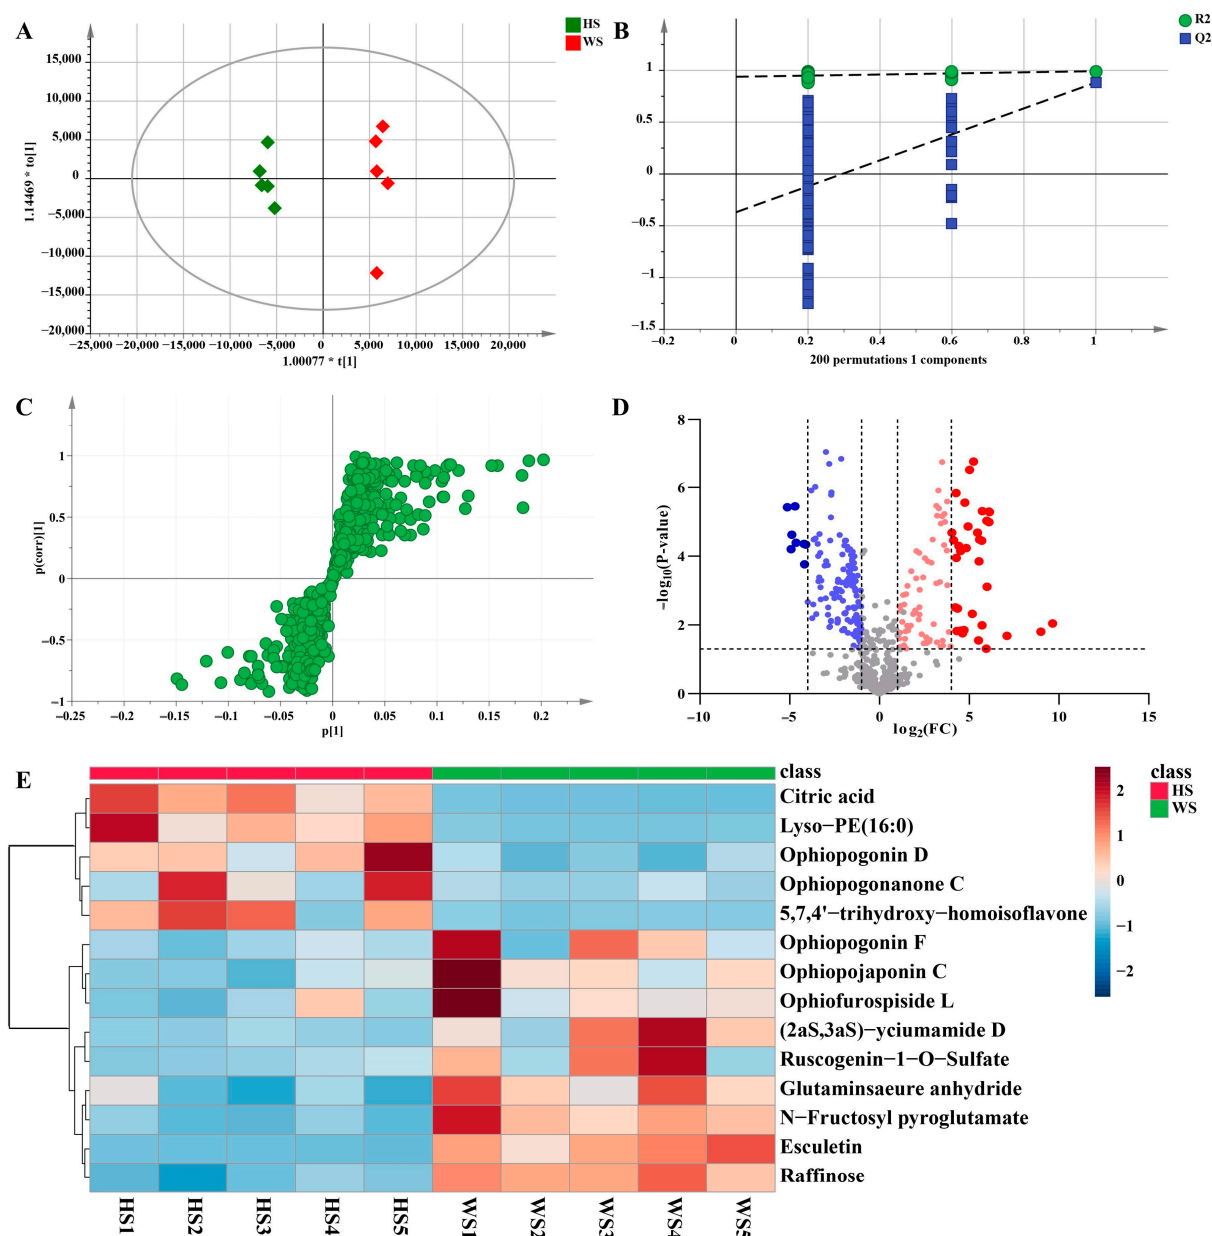 A
HS
WS
15,000
10,000
5,000
0
−5,000
−10,000
−15,000
−20,000
1.14469 * to[1]
−25,000 −20,000 −15,000 −10,000 −5,000 0 5,000 10,000 15,000 20,000
1.00077 * t[1]
B
R2
Q2
1
0.5
0
−0.5
−1
−1.5
−0.2 0 0.2 0.4 0.6 0.8 1
200 permutations 1 components
C
1
0.5
0
−0.5
−1
p(corr)[1]
−0.25 −0.2 −0.15 −0.1 −0.05 0 0.05 0.1 0.15 0.2
p[1]
D
8
6
4
2
0
−log10(P-value)
−10 −5 0 5 10 15
log2(FC)
E
class
Citric acid
Lyso−PE(16:0)
Ophiopogonin D
Ophiopogonanone C
5,7,4'−trihydroxy−homoisoflavone
Ophiopogonin F
Ophiopojaponin C
Ophiofurospiside L
(2aS,3aS)−yciumamide D
Ruscogenin−1−O−Sulfate
Glutaminsaeure anhydride
N−Fructosyl pyroglutamate
Esculetin
Raffinose
HS1 HS2 HS3 HS4 HS5 WS1 WS2 WS3 WS4 WS5
2
1
0
−1
−2
class
HS
WS